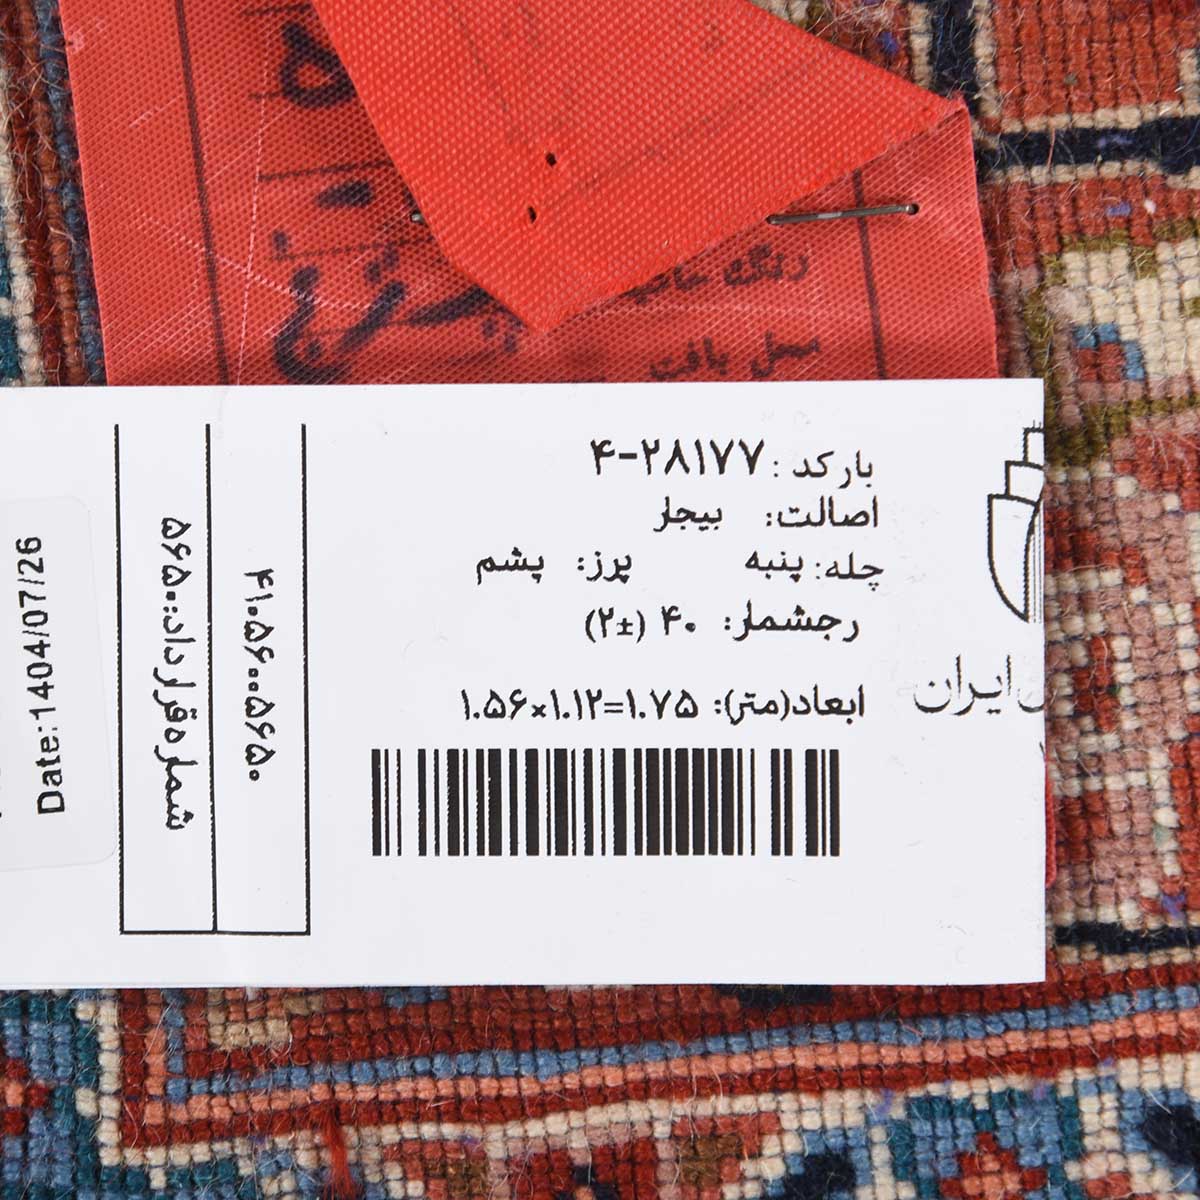 رنگ
محل بافت
بارکد: ۴-۲۸۱۷۷
اصالت: بیجار
چله: پنبه پرز: پشم
رجشمار: ۴۰ (±۲)
ابعاد(متر): ۱.۵۶×۱.۱۲=۱.۷۵
ایران
۴۱۰۵۶۰۰۵۶۵۰
شماره قرارداد: ۵۶۵۰
Date:1404/07/26